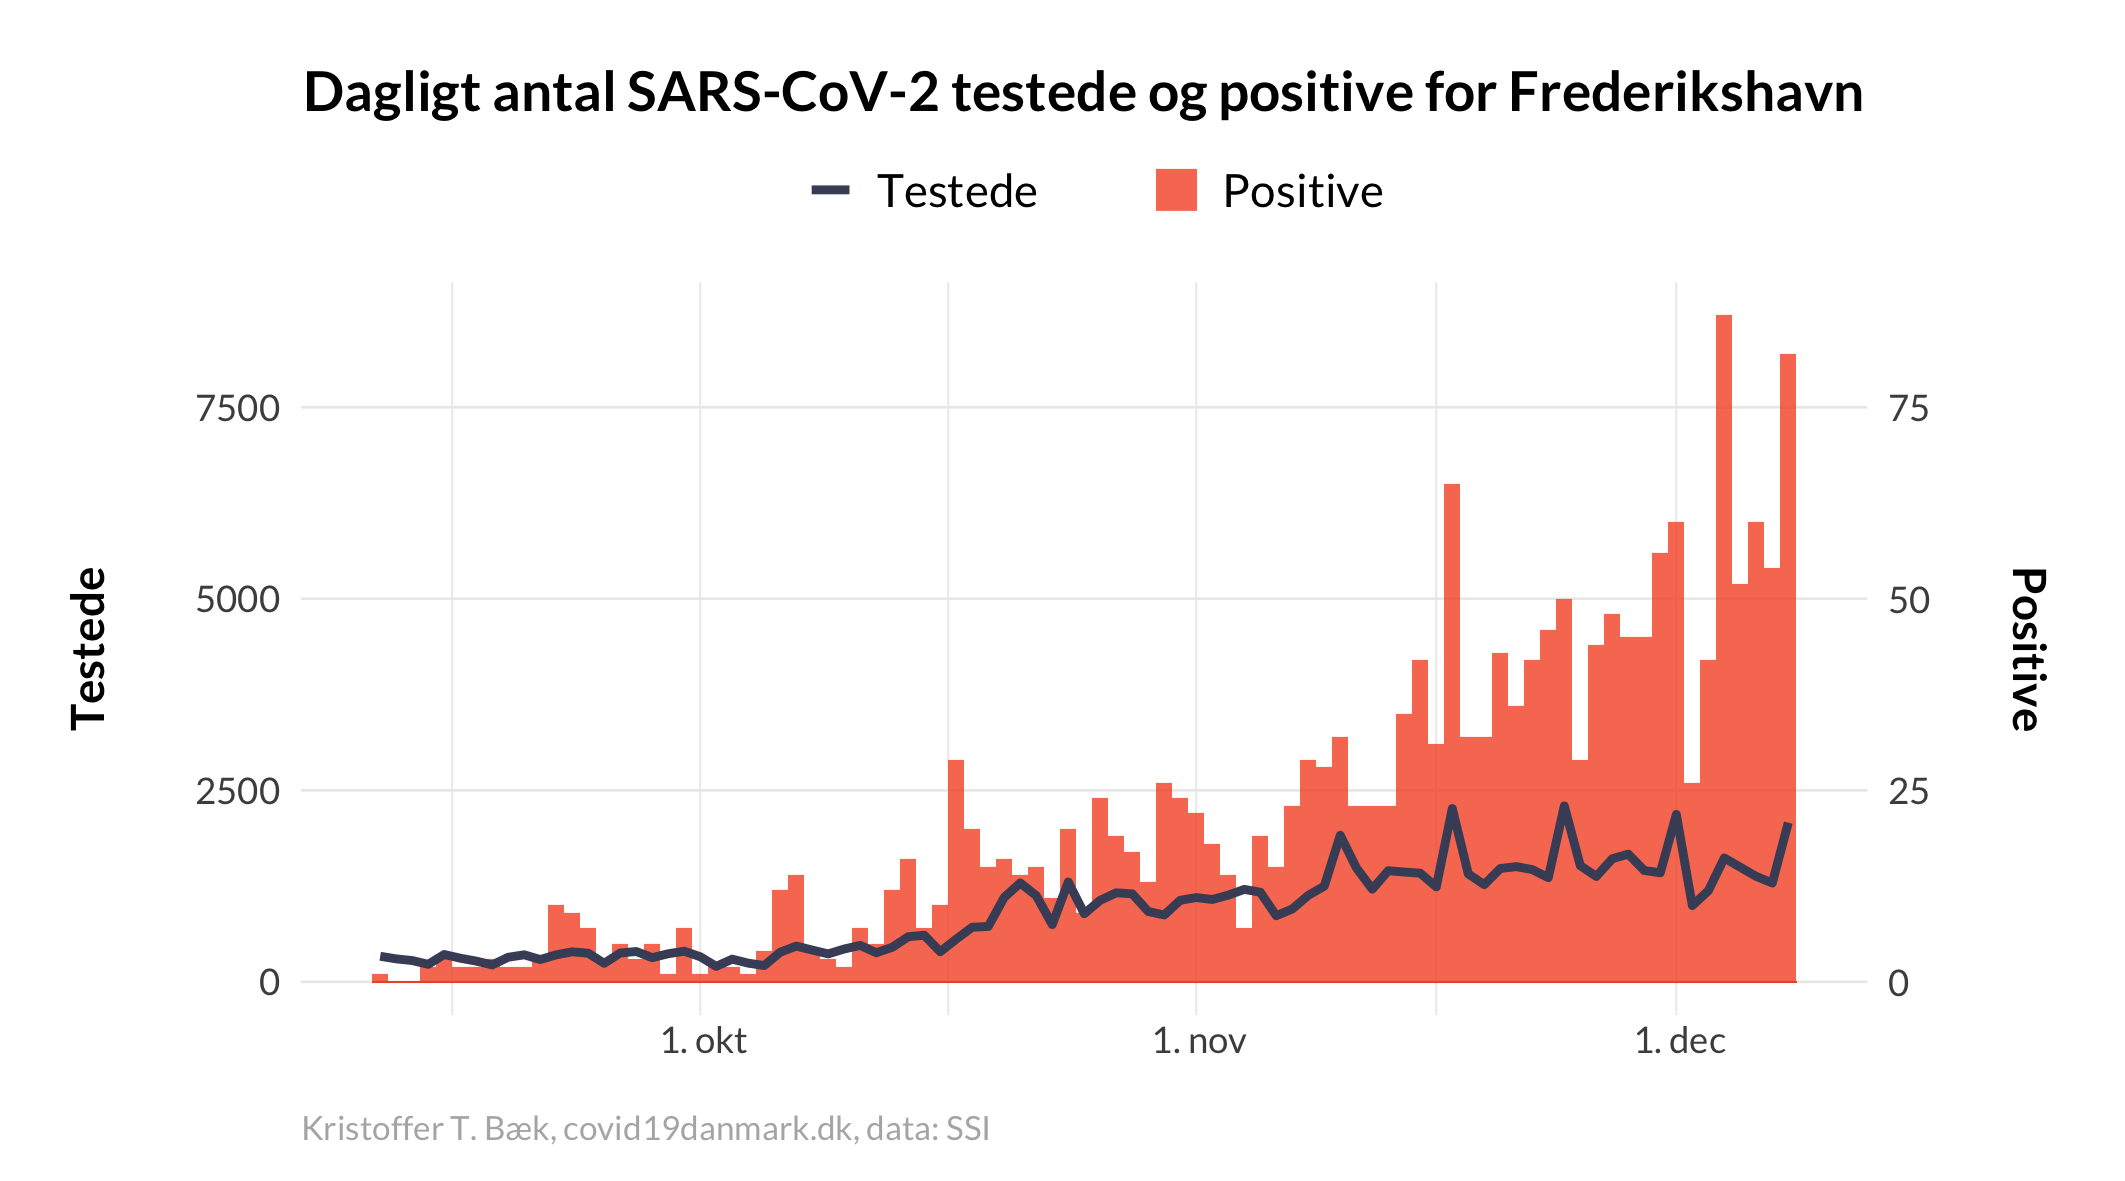 Dagligt antal SARS-CoV-2 testede og positive for Frederikshavn
Testede
Positive
7500
5000
2500
0
75
50
25
0
Testede
Positive
1. okt
1. nov
1. dec
Kristoffer T. Bæk, covid19danmark.dk, data: SSI